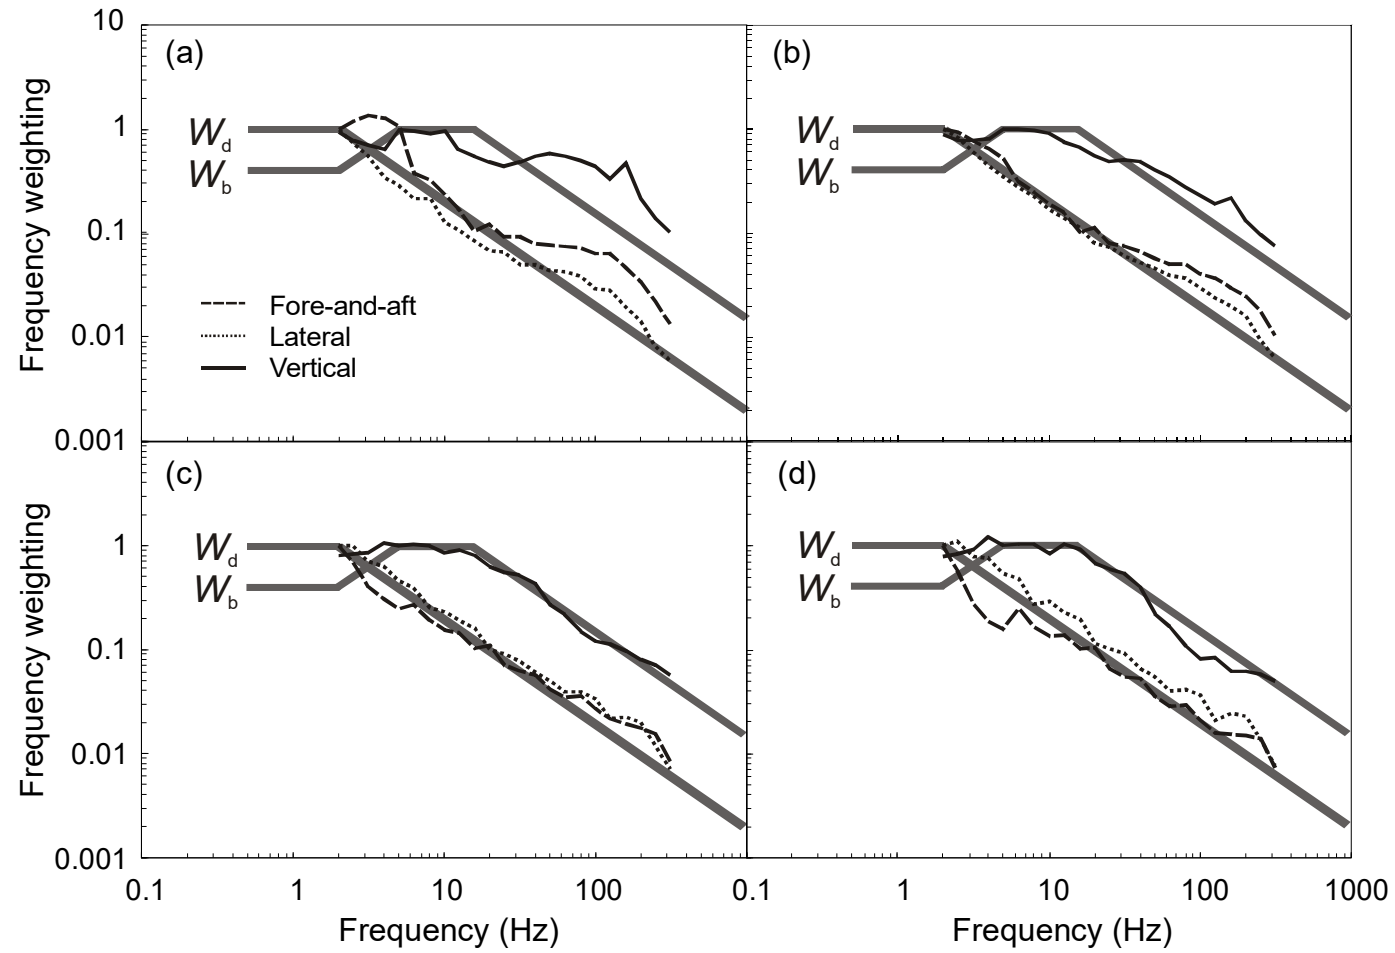 10
(a)
(b)
1
Wd
Wb
Wd
Wb
0.1
0.01
0.001
Frequency weighting
Fore-and-aft
Lateral
Vertical
(c)
(d)
1
Wd
Wb
Wd
Wb
0.1
0.01
0.001
Frequency weighting
0.1 1 10 100 0.1 1 10 100 1000
Frequency (Hz)
Frequency (Hz)